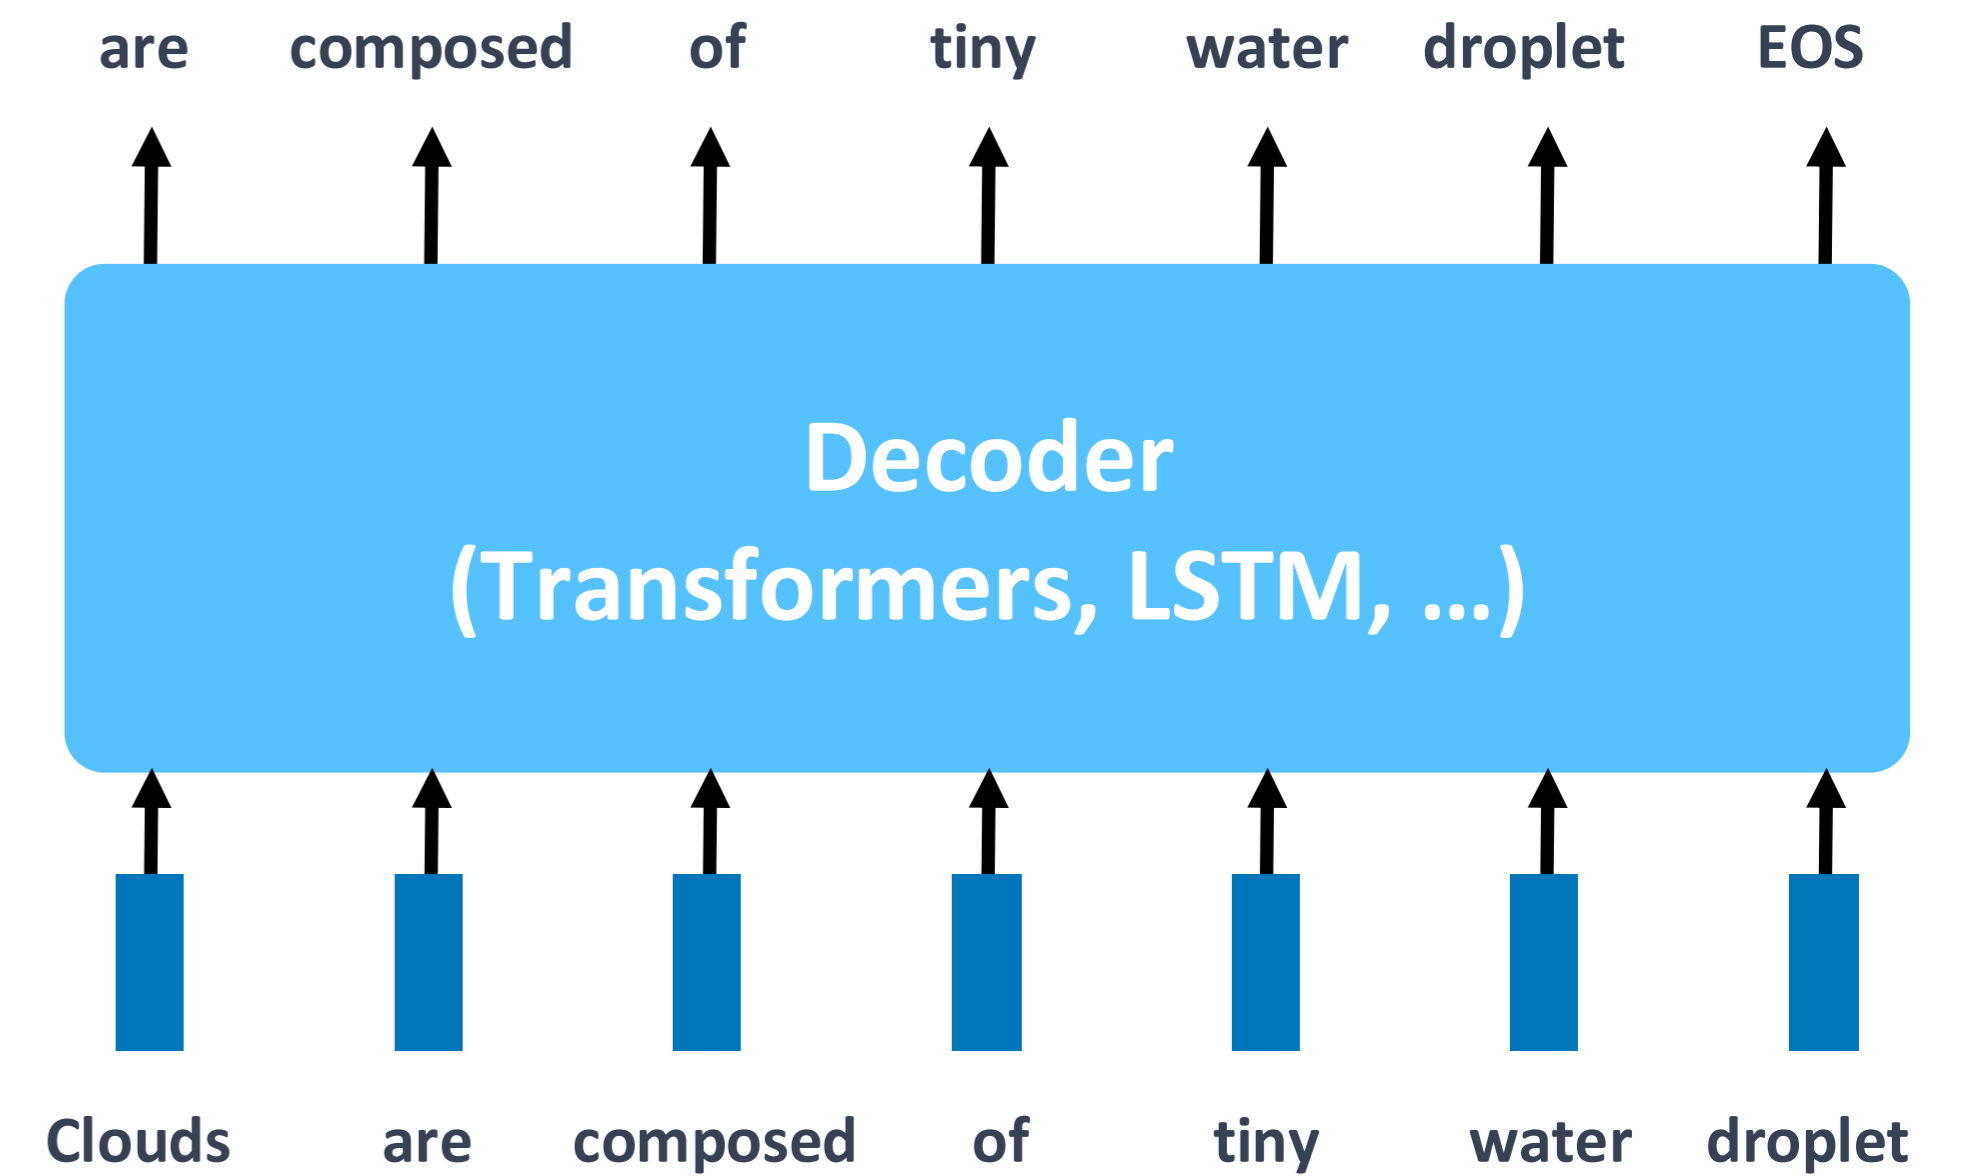 are composed of tiny water droplet EOS
Decoder
(Transformers, LSTM, ...)
Clouds are composed of tiny water droplet